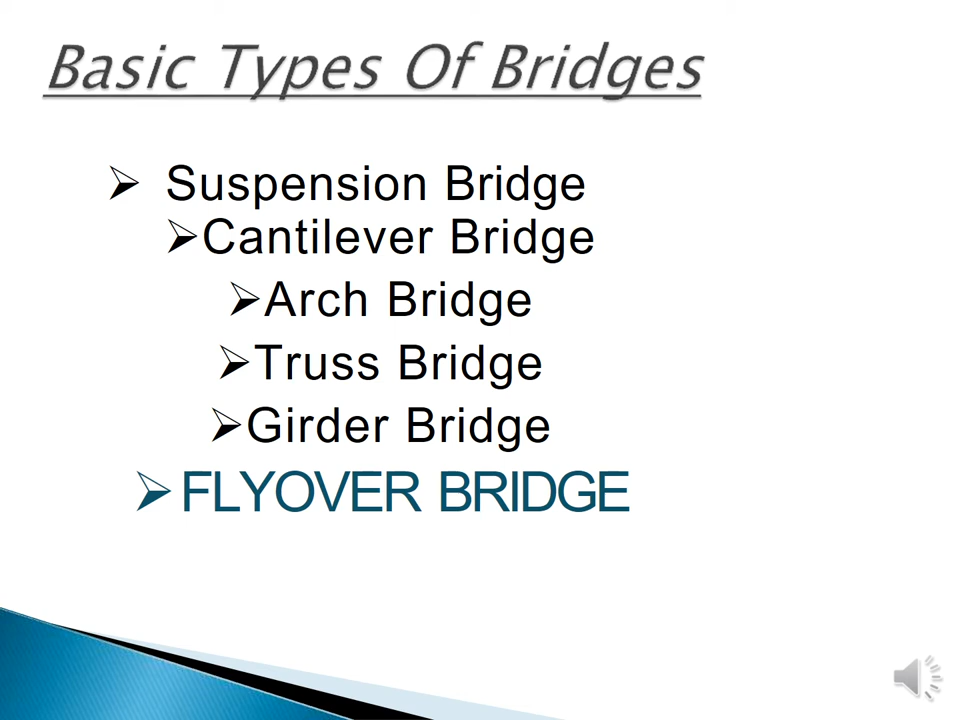 Basic Types Of Bridges
➢ Suspension Bridge
➢Cantilever Bridge
➢Arch Bridge
➢Truss Bridge
➢Girder Bridge
➢FLYOVER BRIDGE